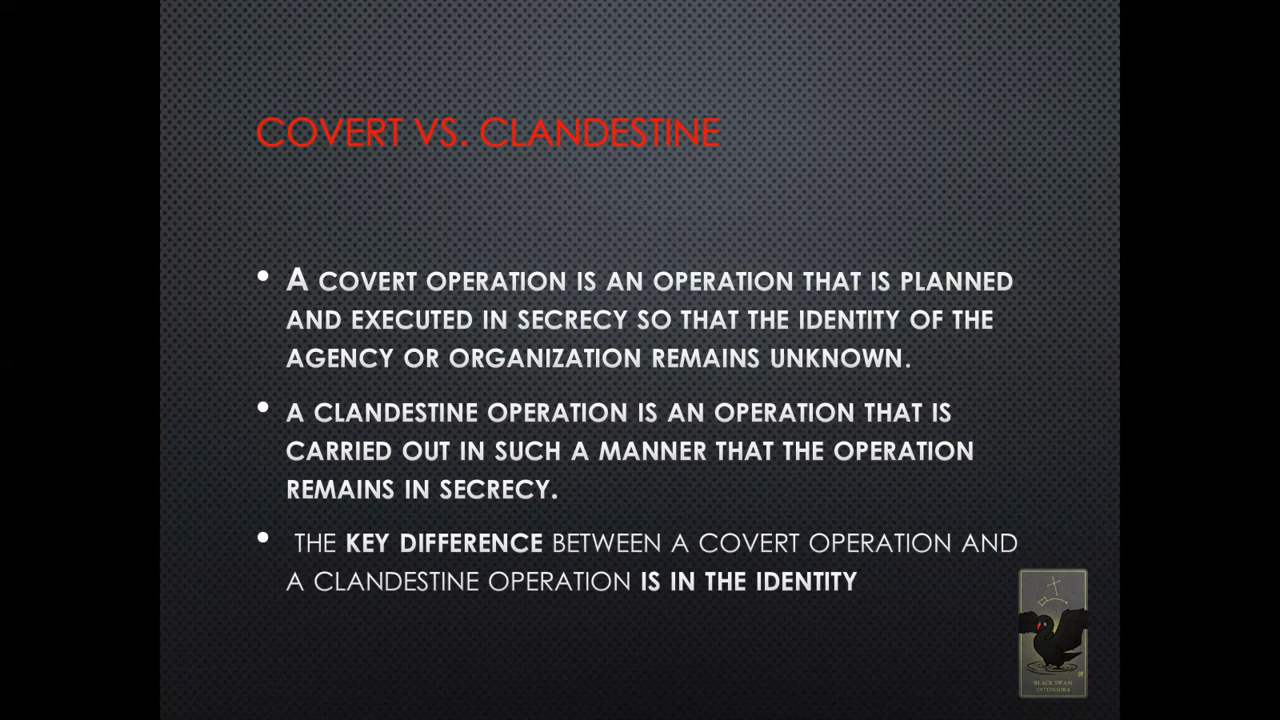 COVERT VS. CLANDESTINE
• A COVERT OPERATION IS AN OPERATION THAT IS PLANNED
AND EXECUTED IN SECRECY SO THAT THE IDENTITY OF THE
AGENCY OR ORGANIZATION REMAINS UNKNOWN.
• A CLANDESTINE OPERATION IS AN OPERATION THAT IS
CARRIED OUT IN SUCH A MANNER THAT THE OPERATION
REMAINS IN SECRECY.
• THE KEY DIFFERENCE BETWEEN A COVERT OPERATION AND
A CLANDESTINE OPERATION IS IN THE IDENTITY
BLACK SWAN
OUTDOORS